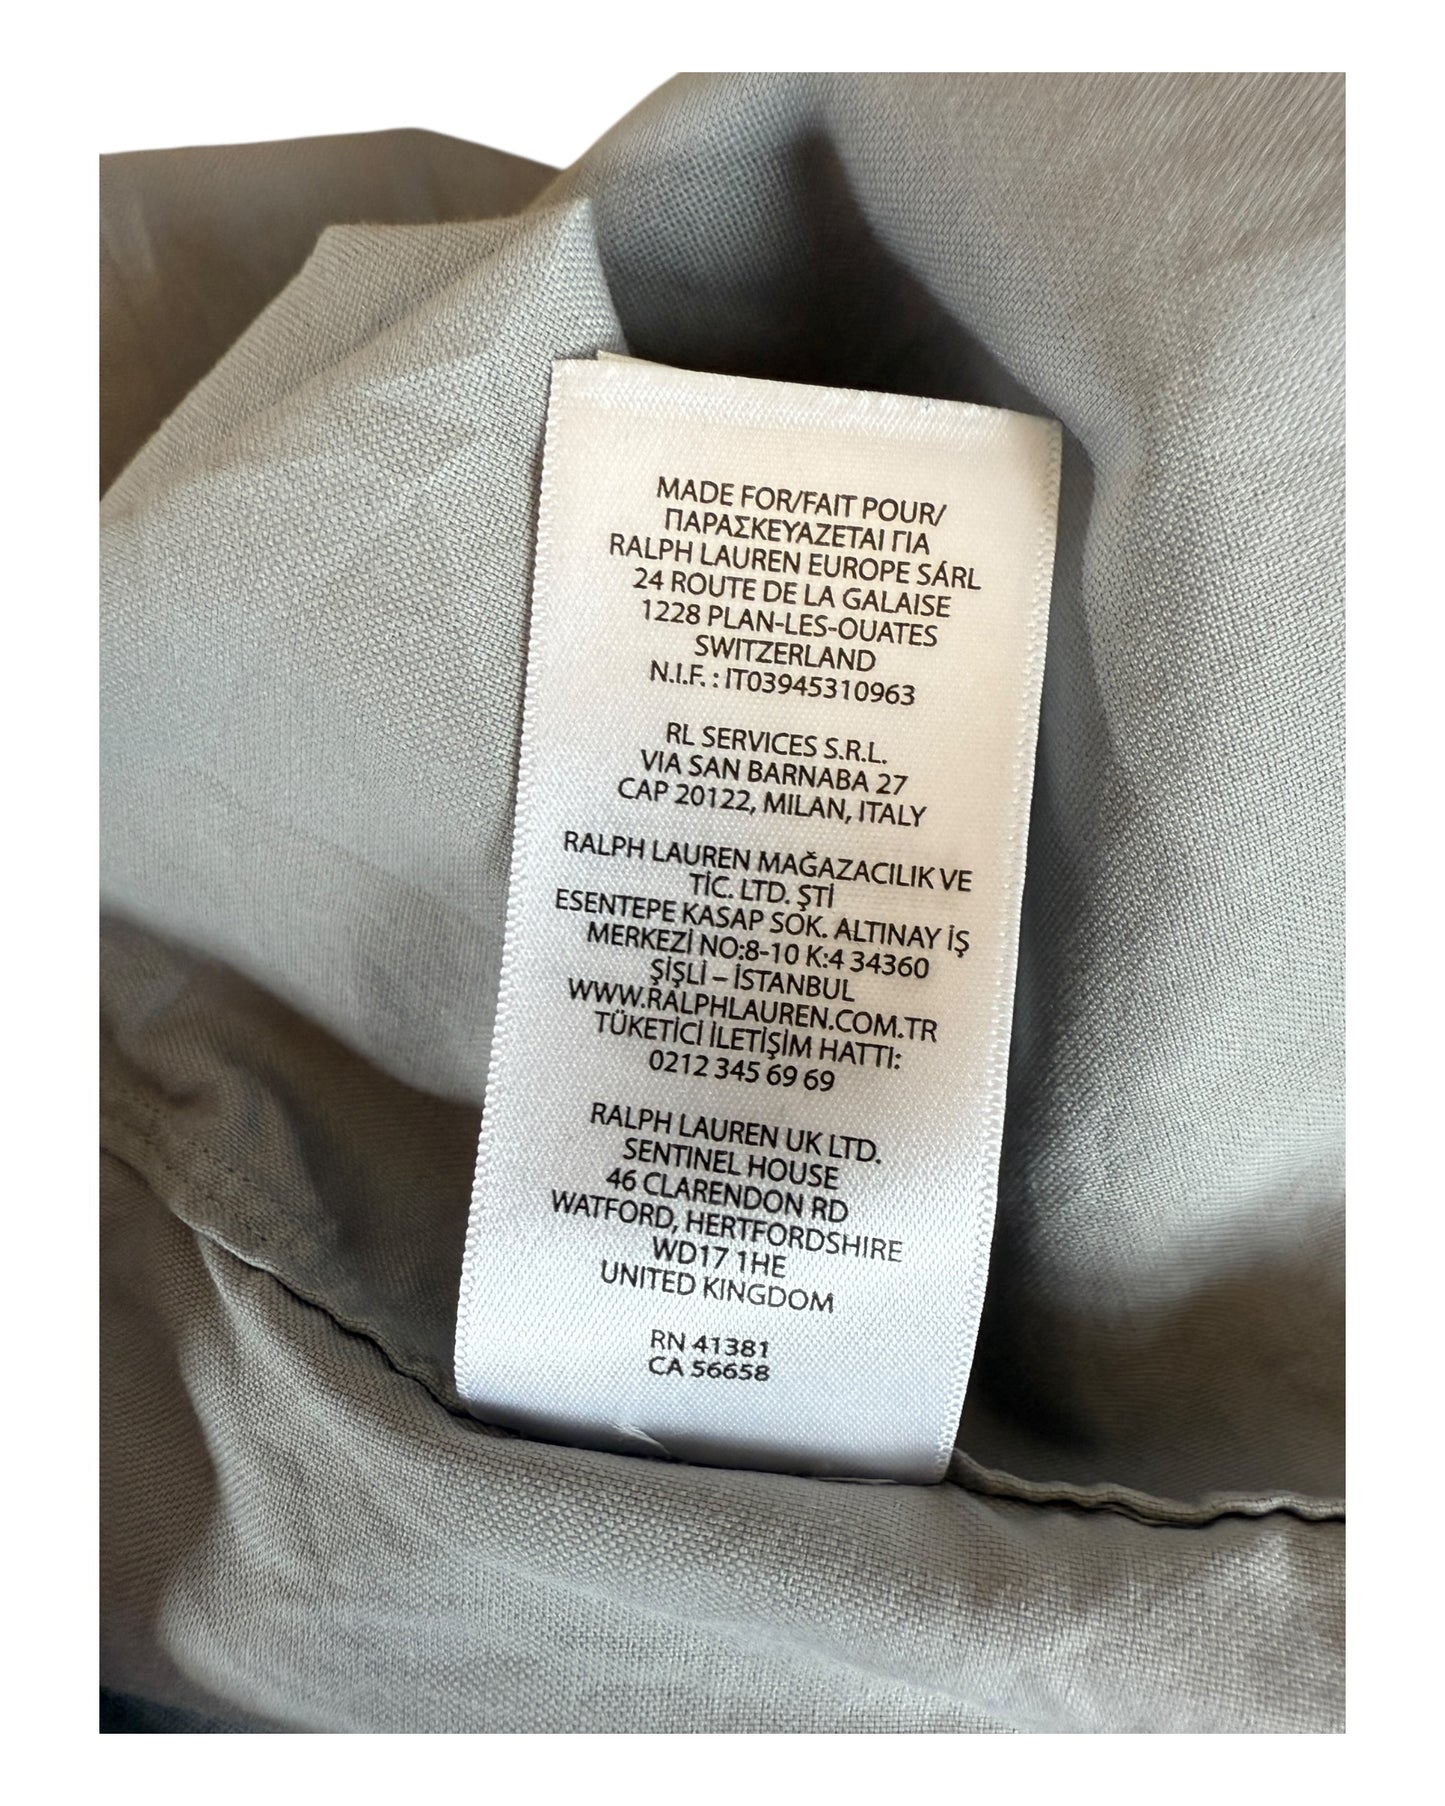 MADE FOR/FAIT POUR/
ΠΑΡΑΣΚΕΥΑΖΕΤΑΙ ΓΙΑ
RALPH LAUREN EUROPE SÁRL
24 ROUTE DE LA GALAISE
1228 PLAN-LES-OUATES
SWITZERLAND
N.I.F. : IT03945310963
RL SERVICES S.R.L.
VIA SAN BARNABA 27
CAP 20122, MILAN, ITALY
RALPH LAUREN MAĞAZACILIK VE
TİC. LTD. ŞTİ
ESENTEPE KASAP SOK. ALTINAY İŞ
MERKEZİ NO:8-10 K:4 34360
ŞİŞLİ – İSTANBUL
WWW.RALPHLAUREN.COM.TR
TÜKETİCİ İLETİŞİM HATTI:
0212 345 69 69
RALPH LAUREN UK LTD.
SENTINEL HOUSE
46 CLARENDON RD
WATFORD, HERTFORDSHIRE
WD17 1HE
UNITED KINGDOM
RN 41381
CA 56658